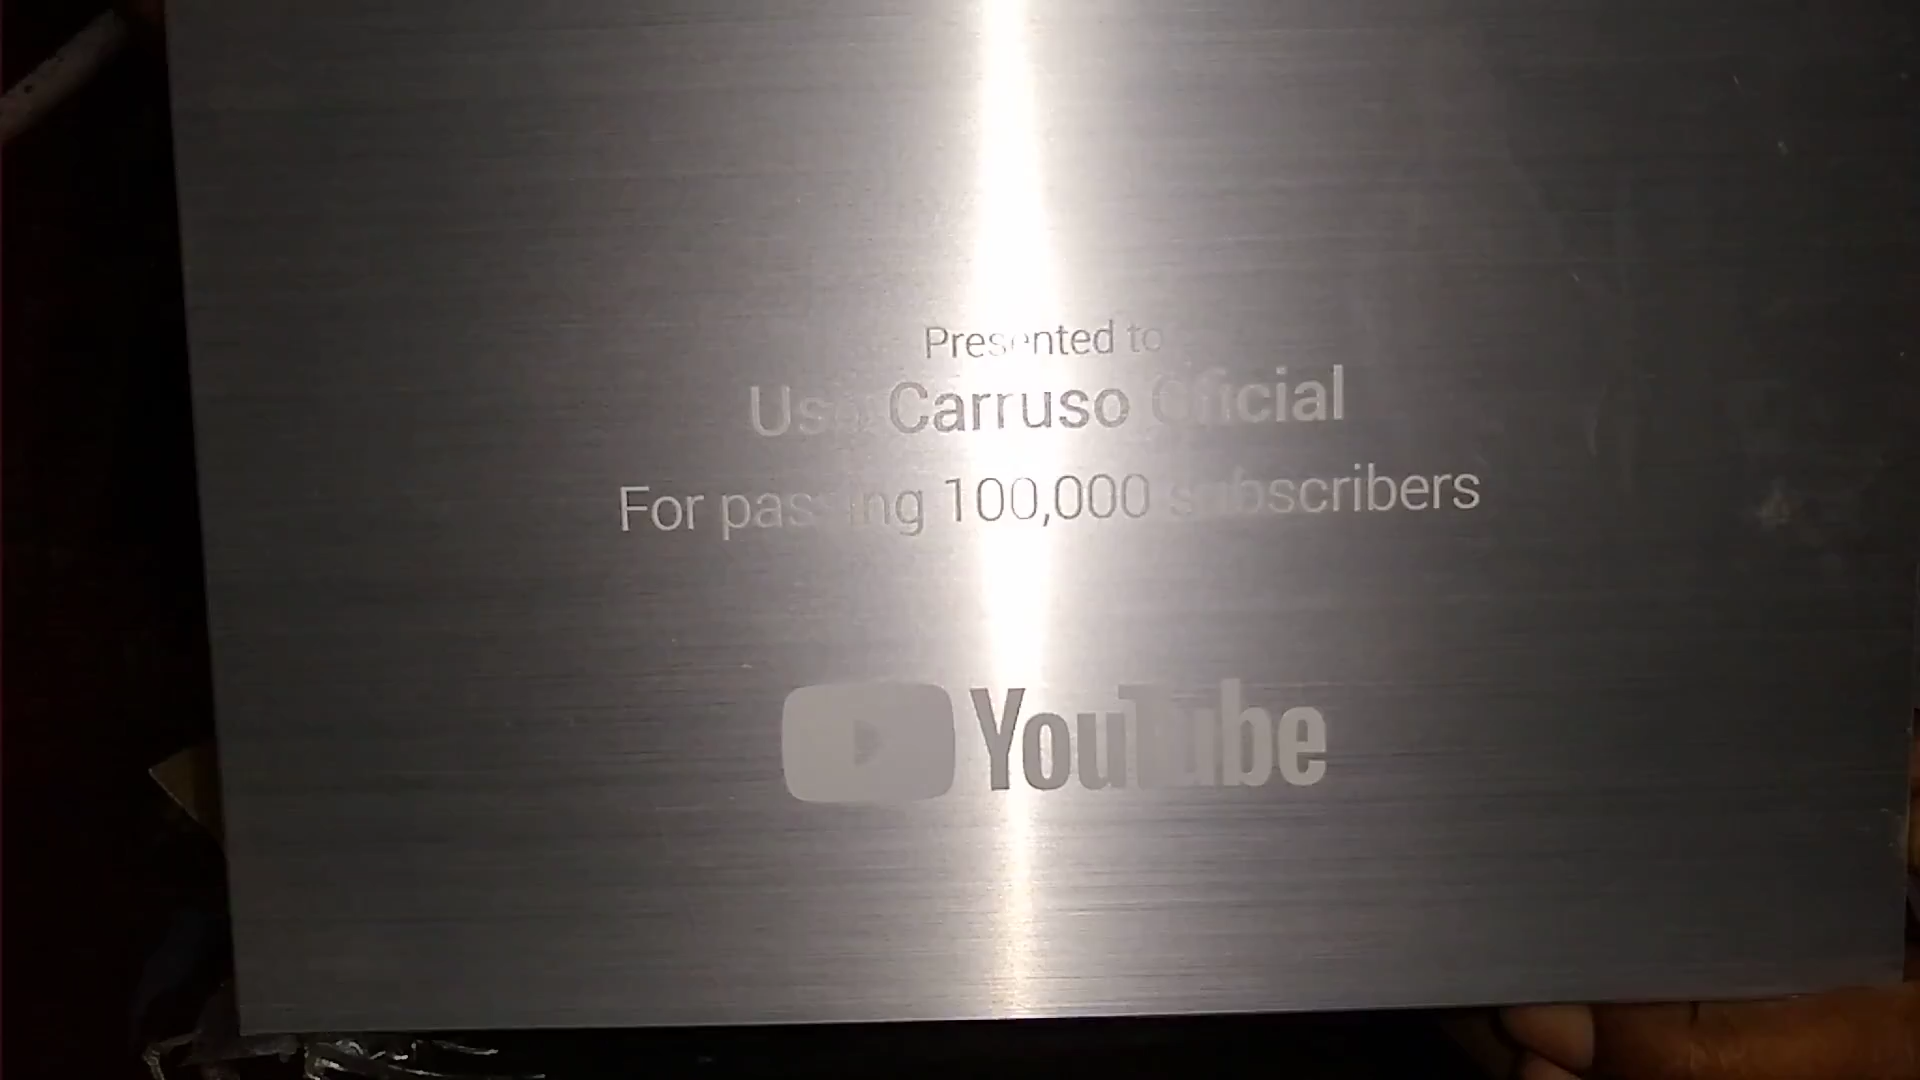 Presented to
Carruso Oficial
For passing 100,000 subscribers
YouTube